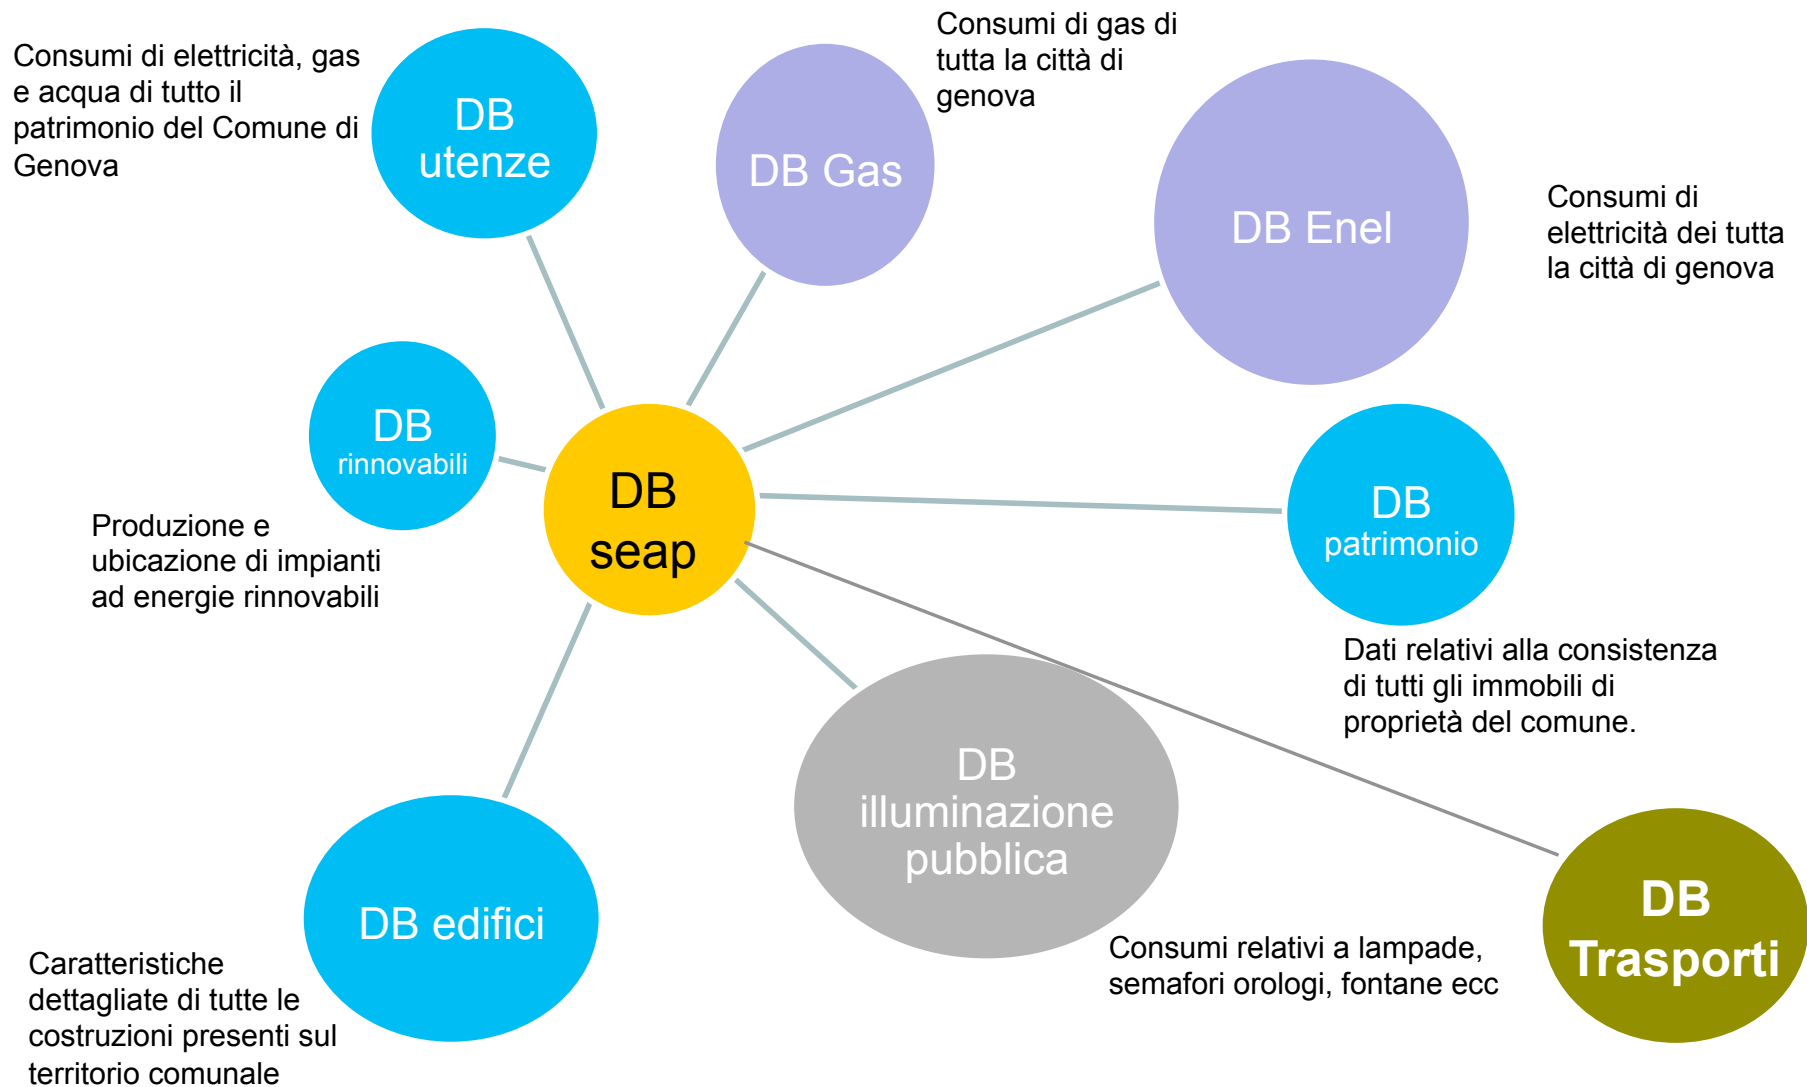 Consumi di elettricità, gas
e acqua di tutto il
patrimonio del Comune di
Genova
DB
utenze
DB Gas
Consumi di gas di
tutta la città di
genova
DB Enel
Consumi di
elettricità dei tutta
la città di genova
DB
rinnovabili
Produzione e
ubicazione di impianti
ad energie rinnovabili
DB
seap
DB
patrimonio
Dati relativi alla consistenza
di tutti gli immobili di
proprietà del comune.
DB edifici
Caratteristiche
dettagliate di tutte le
costruzioni presenti sul
territorio comunale
DB
illuminazione
pubblica
Consumi relativi a lampade,
semafori orologi, fontane ecc
DB
Trasporti